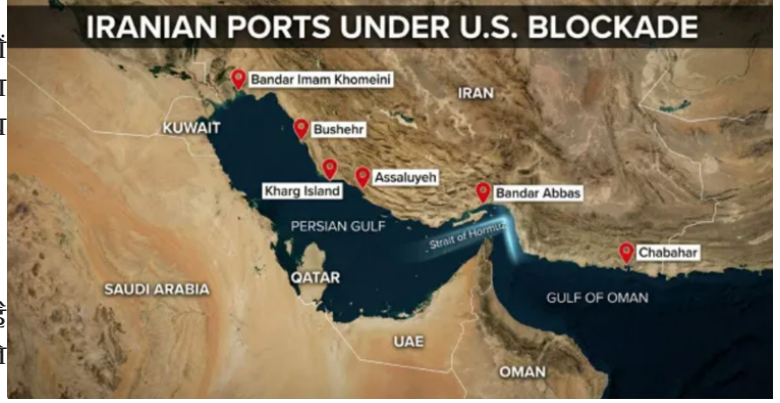 IRANIAN PORTS UNDER U.S. BLOCKADE
Bandar Imam Khomeini
IRAN
KUWAIT
Bushehr
Assaluyeh
Kharg Island
Bandar Abbas
PERSIAN GULF
Strait of Hormuz
Chabahar
QATAR
SAUDI ARABIA
GULF OF OMAN
UAE
OMAN